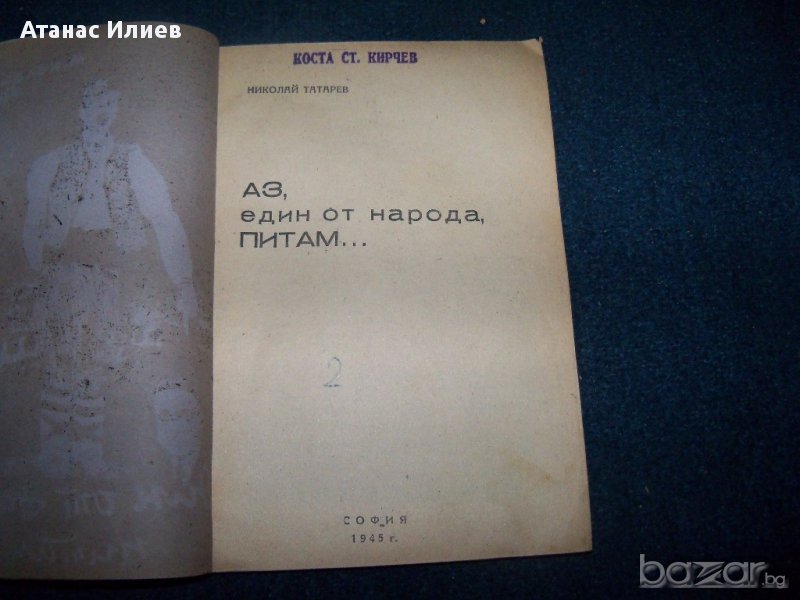 Атанас Илиев
КОСТА СТ. КИРЧЕВ
НИКОЛАЙ ТАТАРЕВ
АЗ,
един от народа,
ПИТАМ...
2
СОФИЯ
1945 г.
bazar.bg